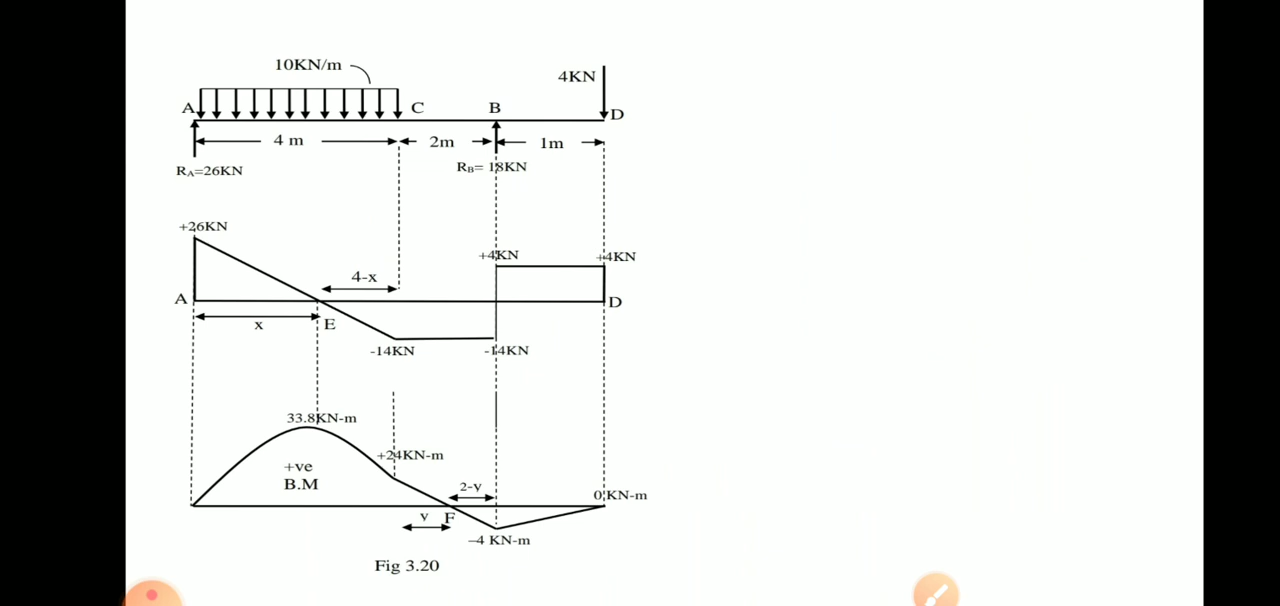 10KN/m
4KN
A
C
B
D
4 m
2m
1m
RA=26KN
RB= 18KN
+26KN
+4KN
+4KN
4-x
A
D
x
E
-14KN
-14KN
33.8KN-m
+24KN-m
+ve
B.M
2-y
0 KN-m
y
F
–4 KN-m
Fig 3.20